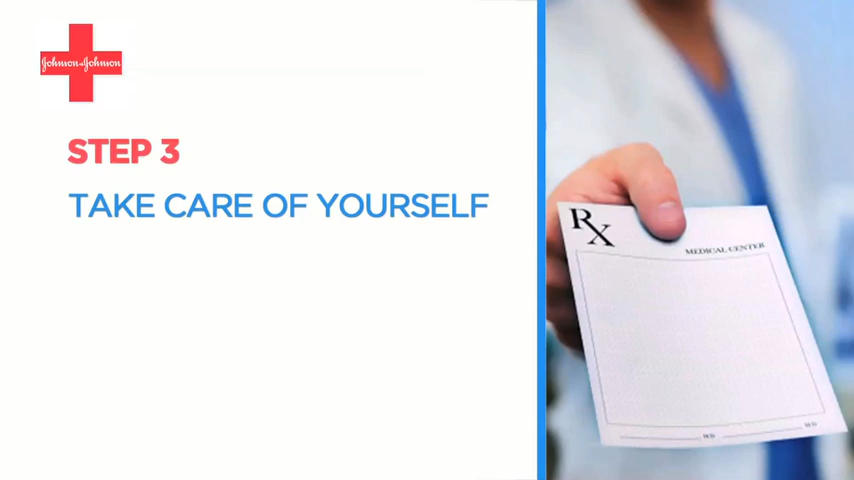 Johnson & Johnson
STEP 3
TAKE CARE OF YOURSELF
RX
MEDICAL CENTER
M.D.
M.D.